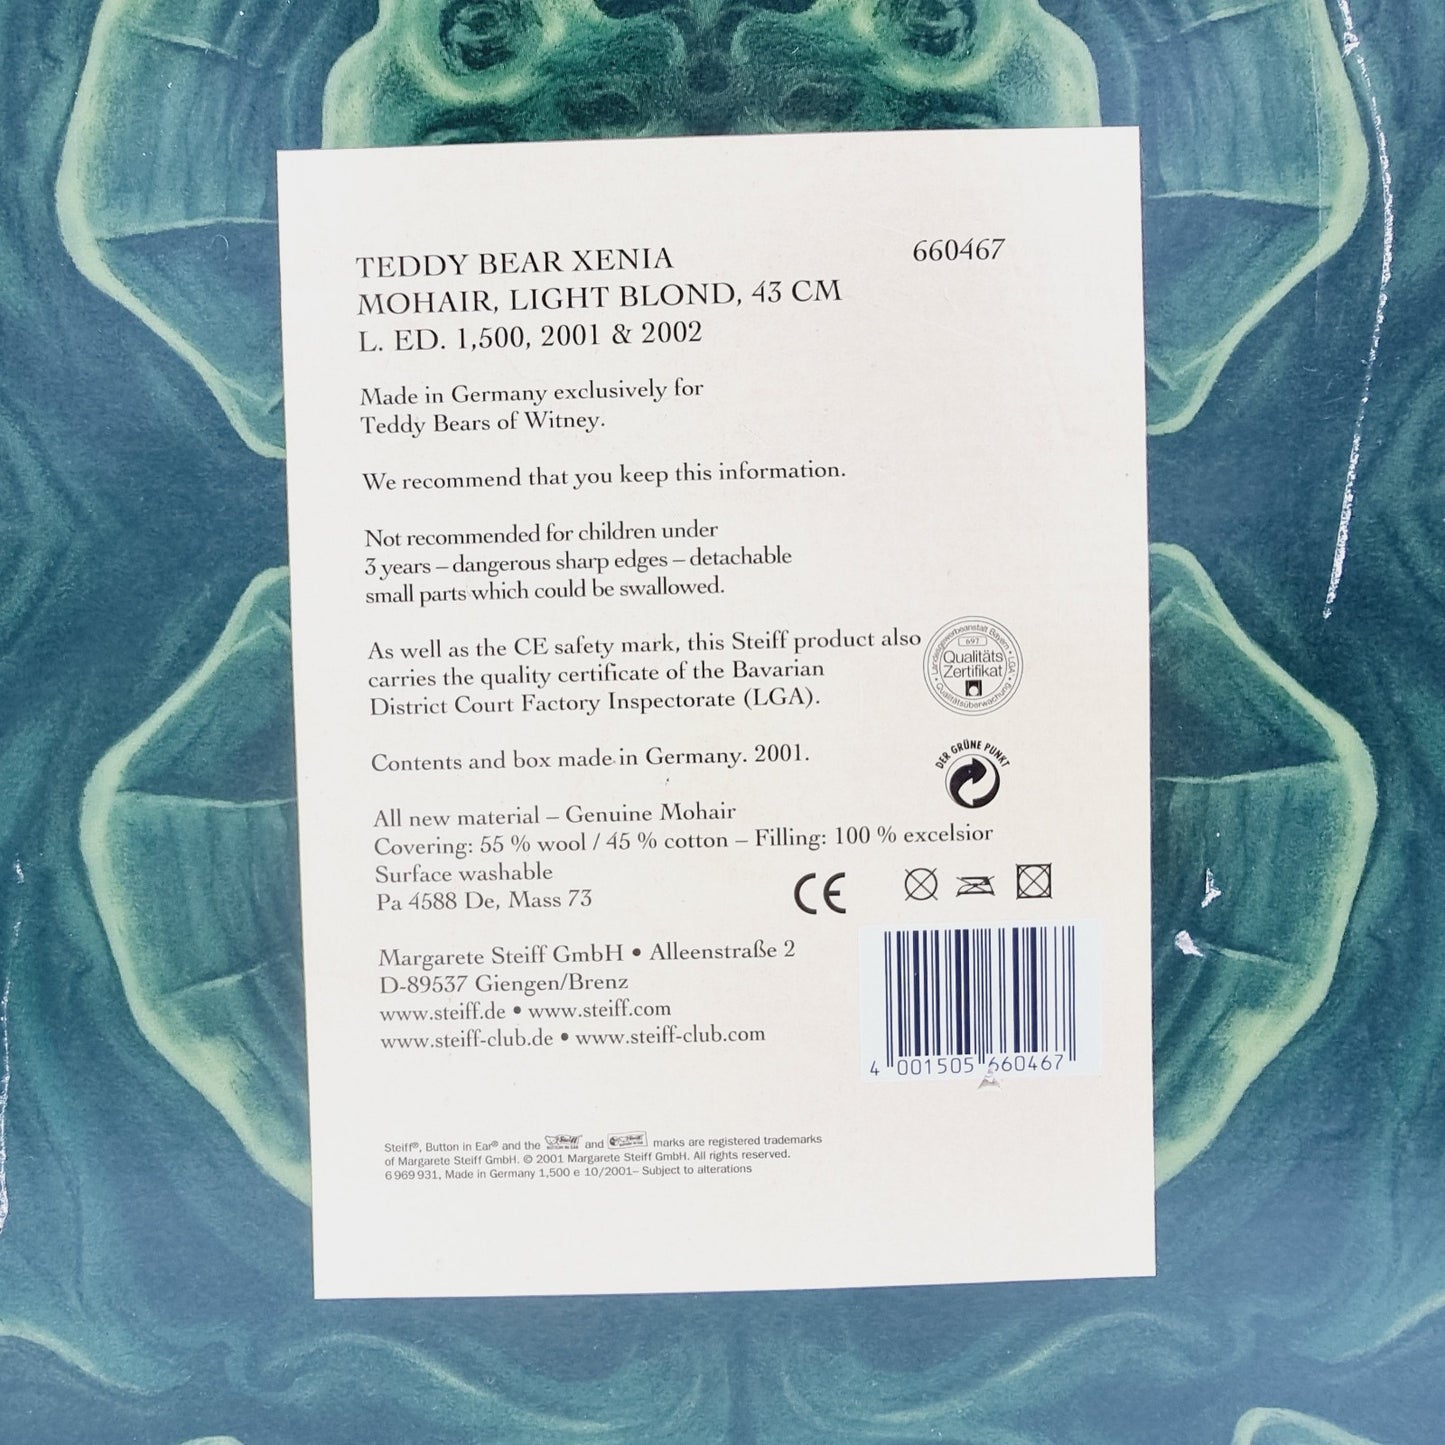 TEDDY BEAR XENIA 660467
MOHAIR, LIGHT BLOND, 43 CM
L. ED. 1,500, 2001 & 2002
Made in Germany exclusively for
Teddy Bears of Witney.
We recommend that you keep this information.
Not recommended for children under
3 years – dangerous sharp edges – detachable
small parts which could be swallowed.
As well as the CE safety mark, this Steiff product also
carries the quality certificate of the Bavarian
District Court Factory Inspectorate (LGA).
Landesgewerbeanstalt Bayern • LGA •
697
Qualitäts
Zertifikat
Qualitätsüberwachung
Contents and box made in Germany. 2001.
DER GRÜNE PUNKT
All new material – Genuine Mohair
Covering: 55 % wool / 45 % cotton – Filling: 100 % excelsior
Surface washable
Pa 4588 De, Mass 73
CE
Margarete Steiff GmbH • Alleenstraße 2
D-89537 Giengen/Brenz
www.steiff.de • www.steiff.com
www.steiff-club.de • www.steiff-club.com
4 001505 660467
Steiff®, Button in Ear® and the Steiff and Steiff marks are registered trademarks
of Margarete Steiff GmbH. © 2001 Margarete Steiff GmbH. All rights reserved.
6 969 931, Made in Germany 1,500 e 10/2001– Subject to alterations